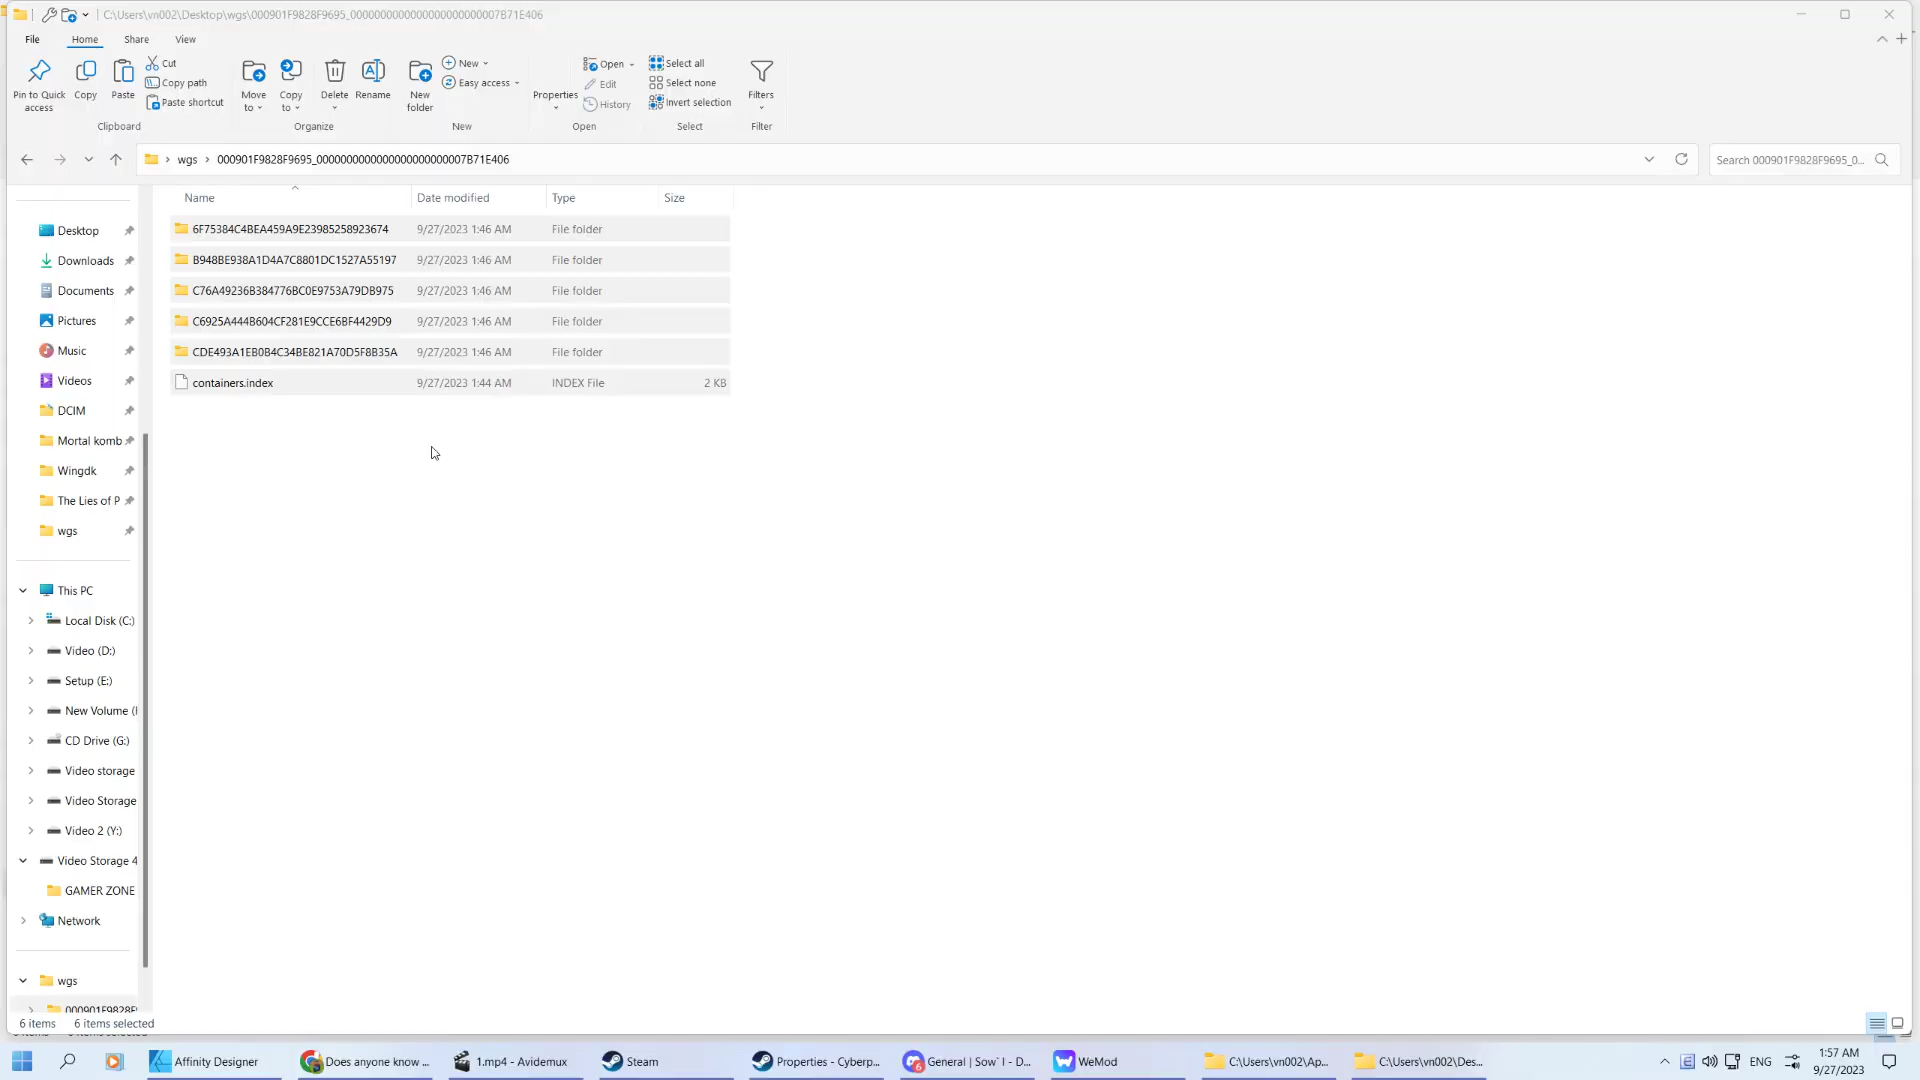 C:\Users\vn002\Desktop\wgs\000901F9828F9695_000000000000000000000007B71E406
File Home Share View
Pin to Quick access
Copy
Paste
Cut
Copy path
Paste shortcut
Move to
Copy to
Delete
Rename
New folder
New
Easy access
Properties
Open
Edit
History
Select all
Select none
Invert selection
Filters
Clipboard Organize New Open Select Filter
wgs 000901F9828F9695_000000000000000000000007B71E406
Search 000901F9828F9695_0...
Name Date modified Type Size
6F75384C4BEA459A9E23985258923674 9/27/2023 1:46 AM File folder
B948BE938A1D4A7C8801DC1527A55197 9/27/2023 1:46 AM File folder
C76A49236B384776BC0E9753A79DB975 9/27/2023 1:46 AM File folder
C6925A444B604CF281E9CCE6BF4429D9 9/27/2023 1:46 AM File folder
CDE493A1EB0B4C34BE821A70D5F8B35A 9/27/2023 1:46 AM File folder
containers.index 9/27/2023 1:44 AM INDEX File 2 KB
Desktop
Downloads
Documents
Pictures
Music
Videos
DCIM
Mortal komb
Wingdk
The Lies of P
wgs
This PC
Local Disk (C:)
Video (D:)
Setup (E:)
New Volume (
CD Drive (G:)
Video storage
Video Storage
Video 2 (Y:)
Video Storage 4
GAMER ZONE
Network
wgs
000901F9828F
6 items 6 items selected
Affinity Designer
Does anyone know ...
1.mp4 - Avidemux
Steam
Properties - Cyberp...
6
General | Sow` l - D...
WeMod
C:\Users\vn002\Ap...
C:\Users\vn002\Des...
ENG
1:57 AM
9/27/2023